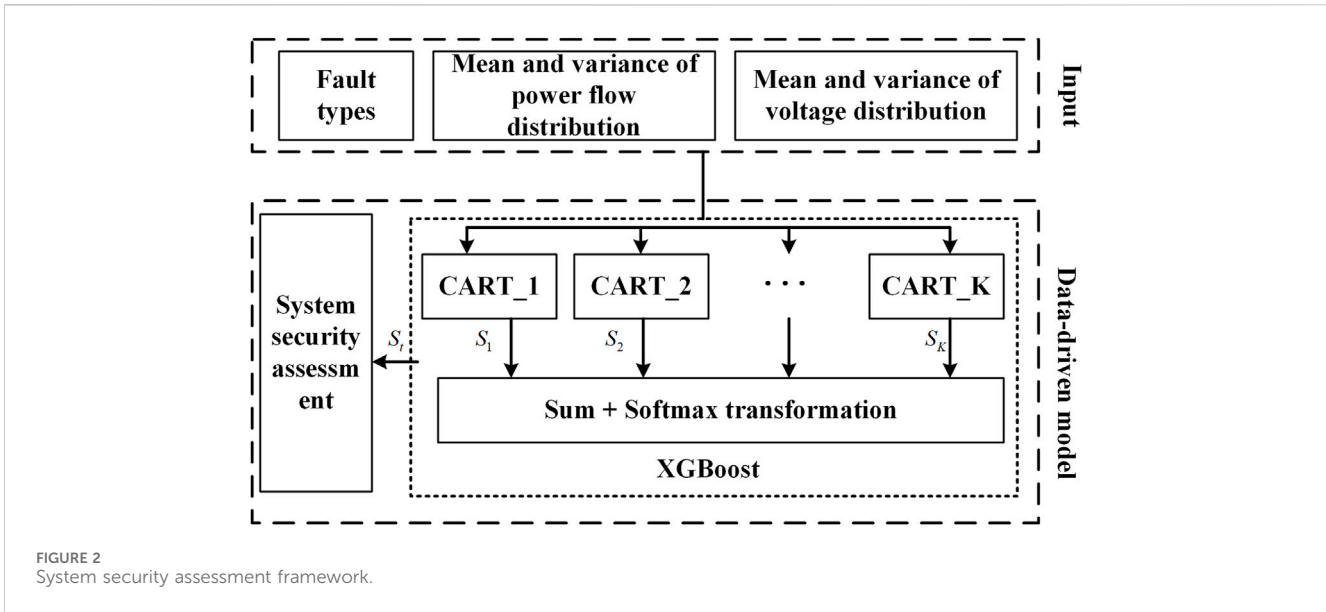 Fault
types
Mean and variance of
power flow
distribution
Mean and variance of
voltage distribution
Input
System
security
assessm
ent
S_t
CART_1
CART_2
...
CART_K
S_1
S_2
S_K
Sum + Softmax transformation
XGBoost
Data-driven model
FIGURE 2
System security assessment framework.